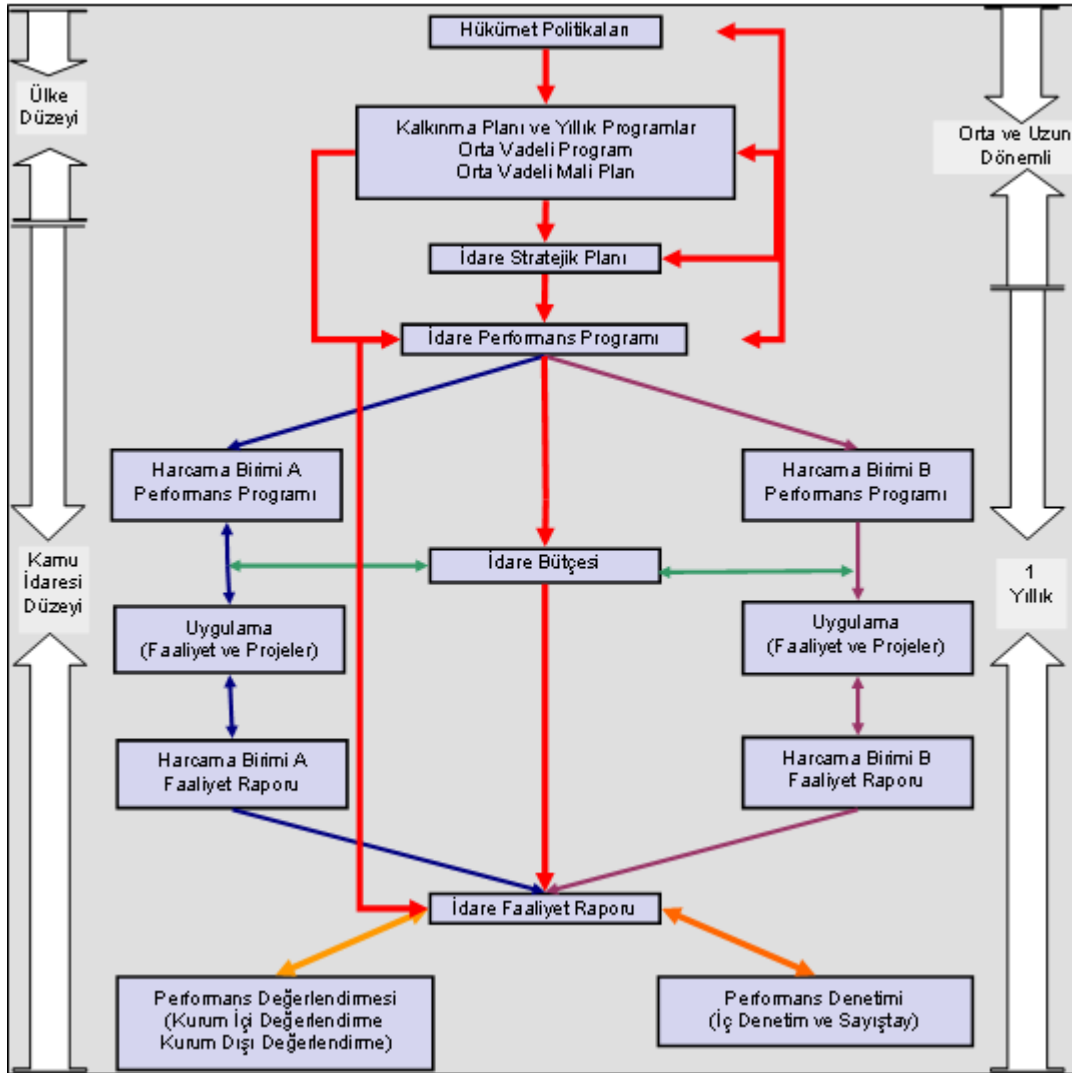 Hükümet Politikaları
Ülke
Düzeyi
Kalkınma Planı ve Yıllık Programlar
Orta Vadeli Program
Orta Vadeli Mali Plan
Orta ve Uzun
Dönemli
İdare Stratejik Planı
İdare Performans Programı
Harcama Birimi A
Performans Programı
Harcama Birimi B
Performans Programı
Kamu
İdaresi
Düzeyi
İdare Bütçesi
1
Yıllık
Uygulama
(Faaliyet ve Projeler)
Uygulama
(Faaliyet ve Projeler)
Harcama Birimi A
Faaliyet Raporu
Harcama Birimi B
Faaliyet Raporu
İdare Faaliyet Raporu
Performans Değerlendirmesi
(Kurum İçi Değerlendirme
Kurum Dışı Değerlendirme)
Performans Denetimi
(İç Denetim ve Sayıştay)